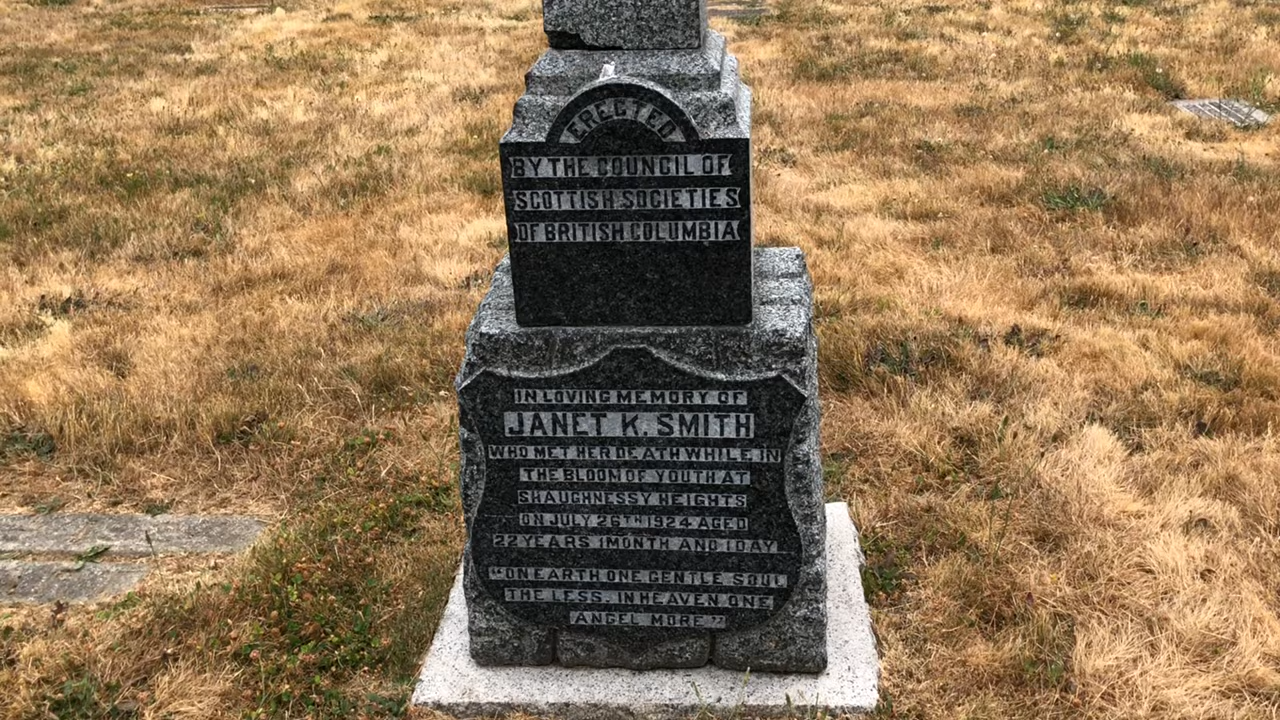 ERECTED
BY THE COUNCIL OF
SCOTTISH SOCIETIES
OF BRITISH COLUMBIA
IN LOVING MEMORY OF
JANET K. SMITH
WHO MET HER DEATH WHILE IN
THE BLOOM OF YOUTH AT
SHAUGHNESSY HEIGHTS
ON JULY 26TH 1924 AGED
22 YEARS 1 MONTH AND 1 DAY
"ON EARTH ONE GENTLE SOUL
THE LESS, IN HEAVEN ONE
ANGEL MORE"